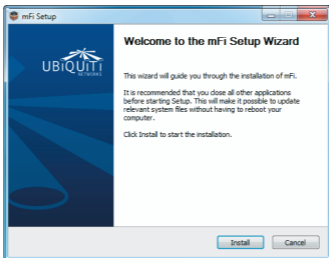 mFi Setup
Welcome to the mFi Setup Wizard
UBiQUiTi
NETWORKS
This wizard will guide you through the installation of mFi.
It is recommended that you close all other applications
before starting Setup. This will make it possible to update
relevant system files without having to reboot your
computer.
Click Install to start the installation.
Install
Cancel